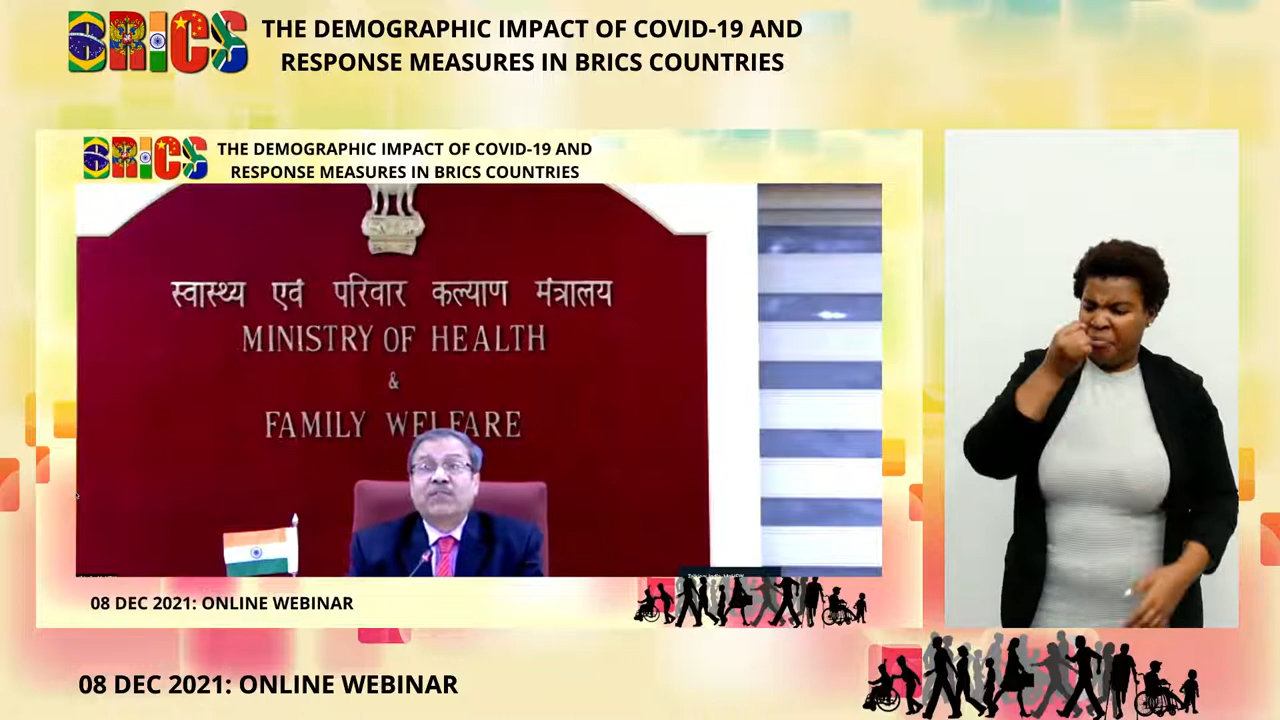 BRICS
THE DEMOGRAPHIC IMPACT OF COVID-19 AND
RESPONSE MEASURES IN BRICS COUNTRIES
BRICS
THE DEMOGRAPHIC IMPACT OF COVID-19 AND
RESPONSE MEASURES IN BRICS COUNTRIES
स्वास्थ्य एवं परिवार कल्याण मंत्रालय
MINISTRY OF HEALTH
&
FAMILY WELFARE
08 DEC 2021: ONLINE WEBINAR
08 DEC 2021: ONLINE WEBINAR